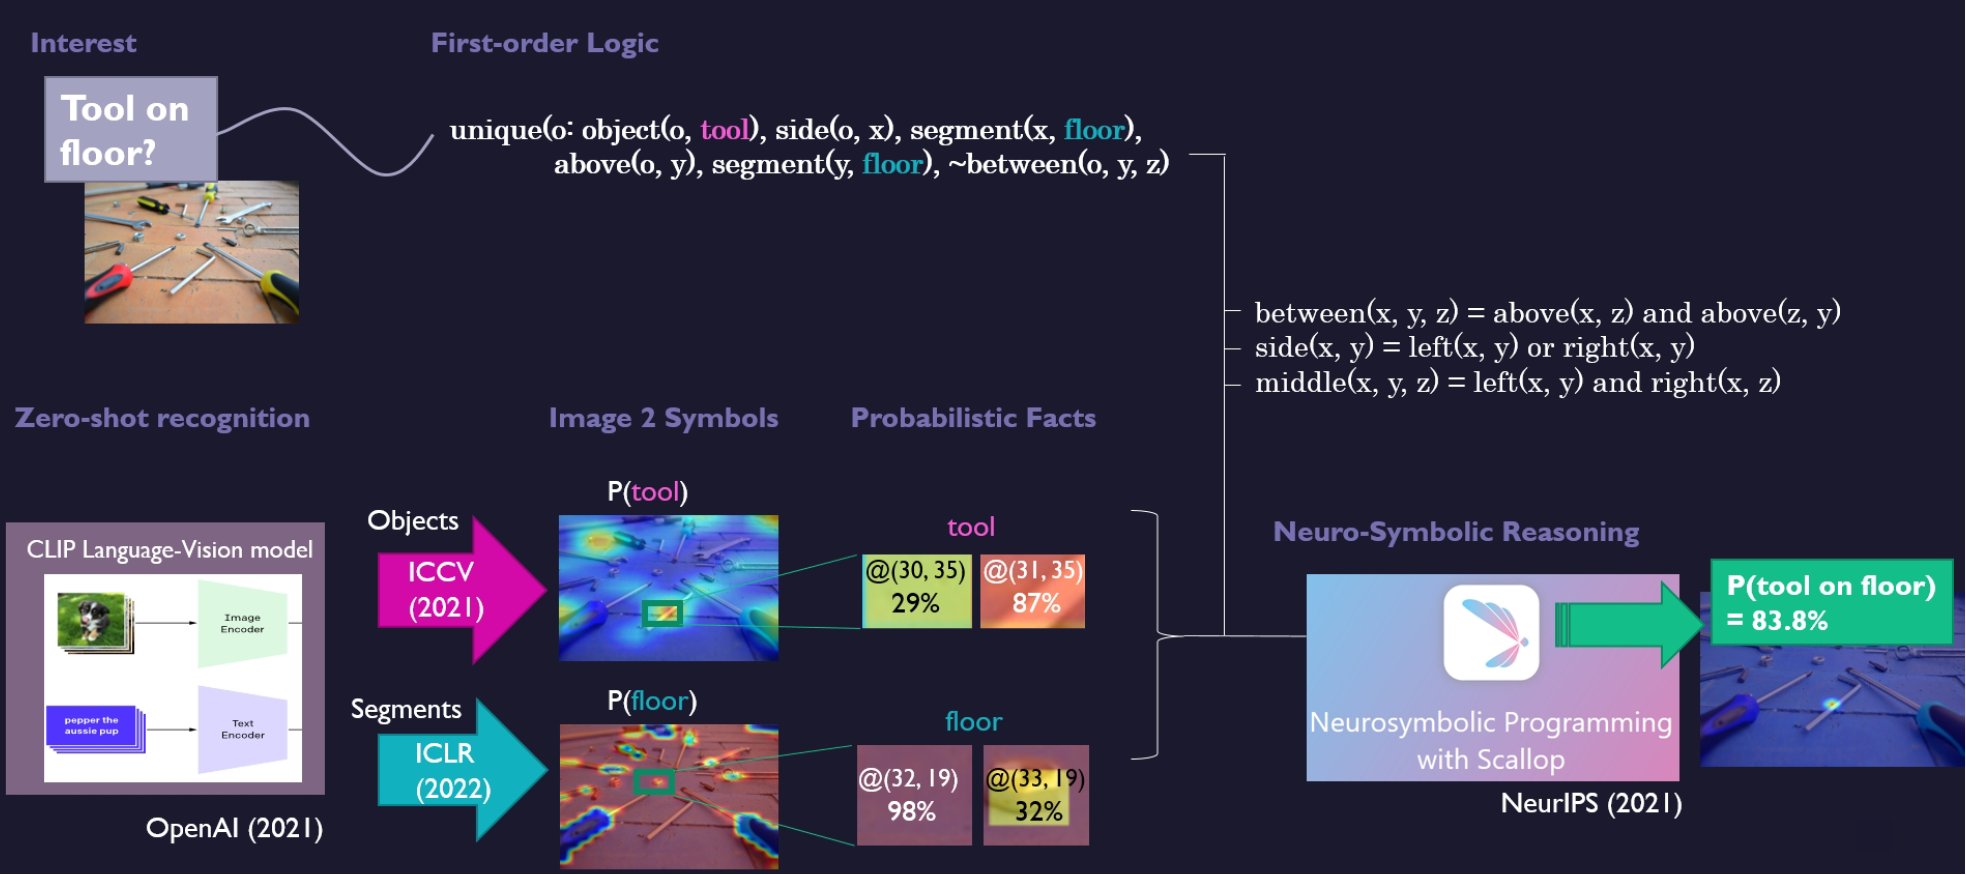 Interest
First-order Logic
Tool on
floor?
unique(o: object(o, tool), side(o, x), segment(x, floor),
above(o, y), segment(y, floor), ~between(o, y, z)
between(x, y, z) = above(x, z) and above(z, y)
side(x, y) = left(x, y) or right(x, y)
middle(x, y, z) = left(x, y) and right(x, z)
Zero-shot recognition
Image 2 Symbols
Probabilistic Facts
CLIP Language-Vision model
Image
Encoder
pepper the
aussie pup
Text
Encoder
OpenAI (2021)
Objects
ICCV
(2021)
Segments
ICLR
(2022)
P(tool)
P(floor)
tool
@(30, 35)
29%
@(31, 35)
87%
floor
@(32, 19)
98%
@(33, 19)
32%
Neuro-Symbolic Reasoning
Neurosymbolic Programming
with Scallop
NeurIPS (2021)
P(tool on floor)
= 83.8%